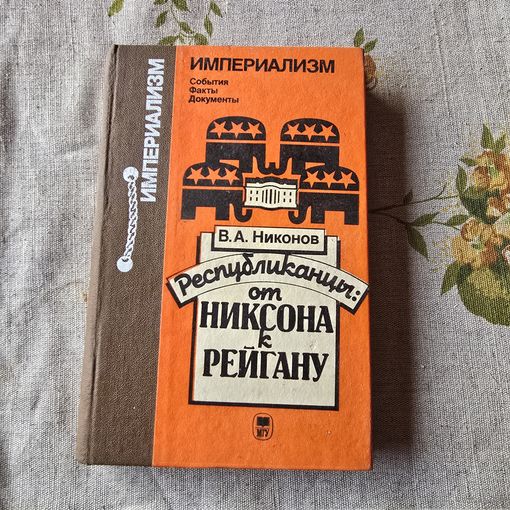 ИМПЕРИАЛИЗМ
ИМПЕРИАЛИЗМ
События
Факты
Документы
В.А. Никонов
Республиканцы:
от
НИКСОНА
к
РЕЙГАНУ
МГУ